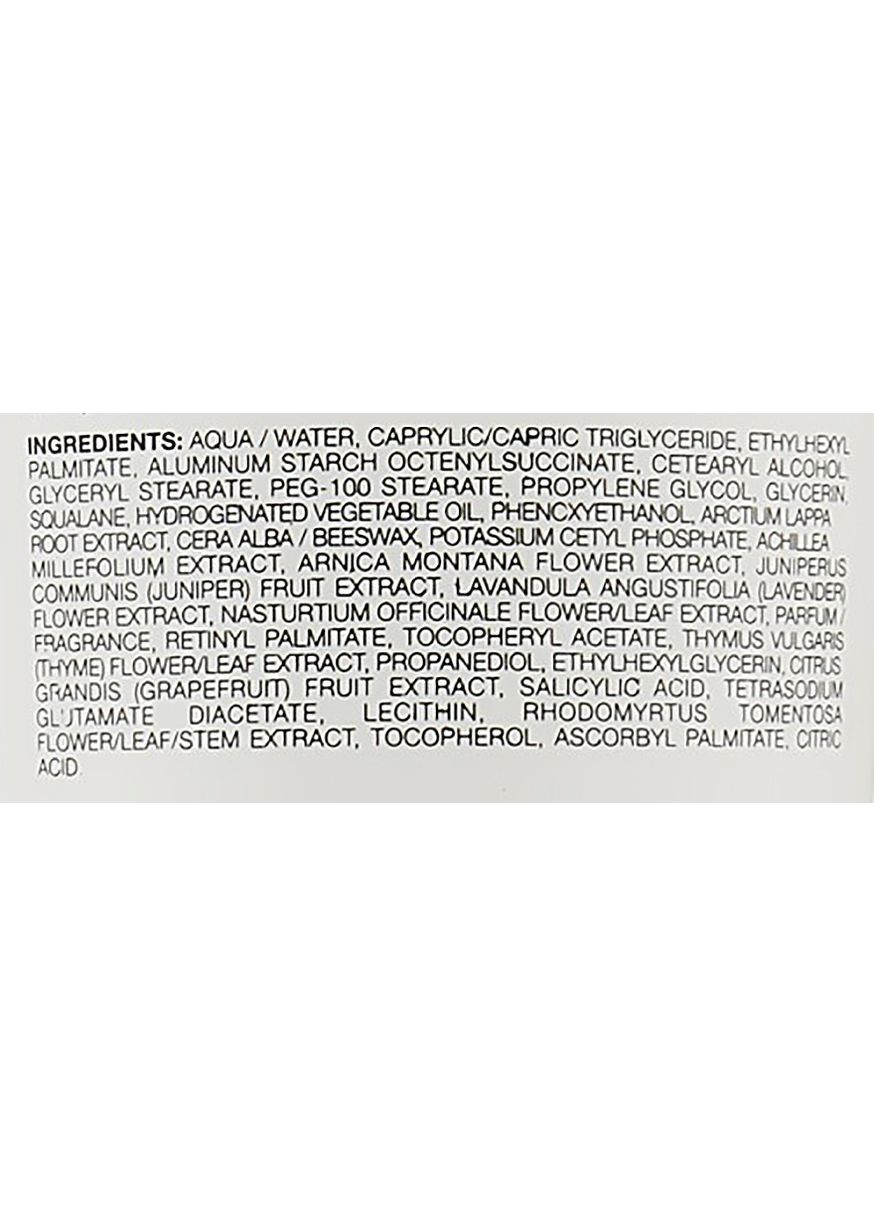 INGREDIENTS: AQUA / WATER, CAPRYLIC/CAPRIC TRIGLYCERIDE, ETHYLHEXYL
PALMITATE, ALUMINUM STARCH OCTENYLSUCCINATE, CETEARYL ALCOHOL,
GLYCERYL STEARATE, PEG-100 STEARATE, PROPYLENE GLYCOL, GLYCERIN,
SQUALANE, HYDROGENATED VEGETABLE OIL, PHENOXYETHANOL, ARCTIUM LAPPA
ROOT EXTRACT, CERA ALBA / BEESWAX, POTASSIUM CETYL PHOSPHATE, ACHILLEA
MILLEFOLIUM EXTRACT, ARNICA MONTANA FLOWER EXTRACT, JUNIPERUS
COMMUNIS (JUNIPER) FRUIT EXTRACT, LAVANDULA ANGUSTIFOLIA (LAVENDER)
FLOWER EXTRACT, NASTURTIUM OFFICINALE FLOWER/LEAF EXTRACT, PARFUM /
FRAGRANCE, RETINYL PALMITATE, TOCOPHERYL ACETATE, THYMUS VULGARIS
(THYME) FLOWER/LEAF EXTRACT, PROPANEDIOL, ETHYLHEXYLGLYCERIN, CITRUS
GRANDIS (GRAPEFRUIT) FRUIT EXTRACT, SALICYLIC ACID, TETRASODIUM
GLUTAMATE DIACETATE, LECITHIN, RHODOMYRTUS TOMENTOSA
FLOWER/LEAF/STEM EXTRACT, TOCOPHEROL, ASCORBYL PALMITATE, CITRIC
ACID.